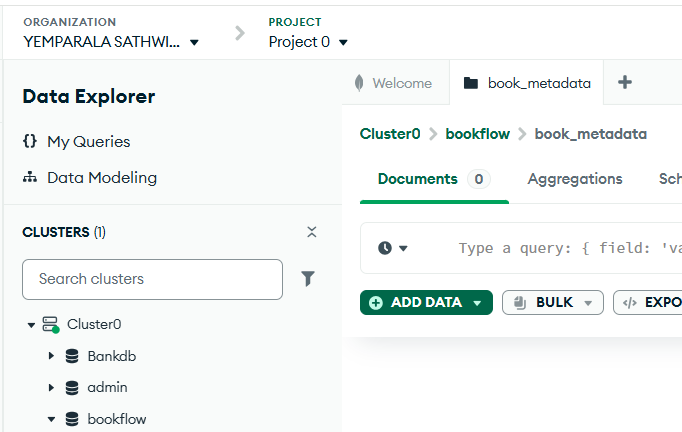 ORGANIZATION
YEMPARALA SATHWI...
PROJECT
Project 0
Data Explorer
My Queries
Data Modeling
CLUSTERS (1)
Search clusters
Cluster0
Bankdb
admin
bookflow
Welcome
book_metadata
Cluster0 > bookflow > book_metadata
Documents 0
Aggregations
Sch
Type a query: { field: 'va
ADD DATA
BULK
EXPO